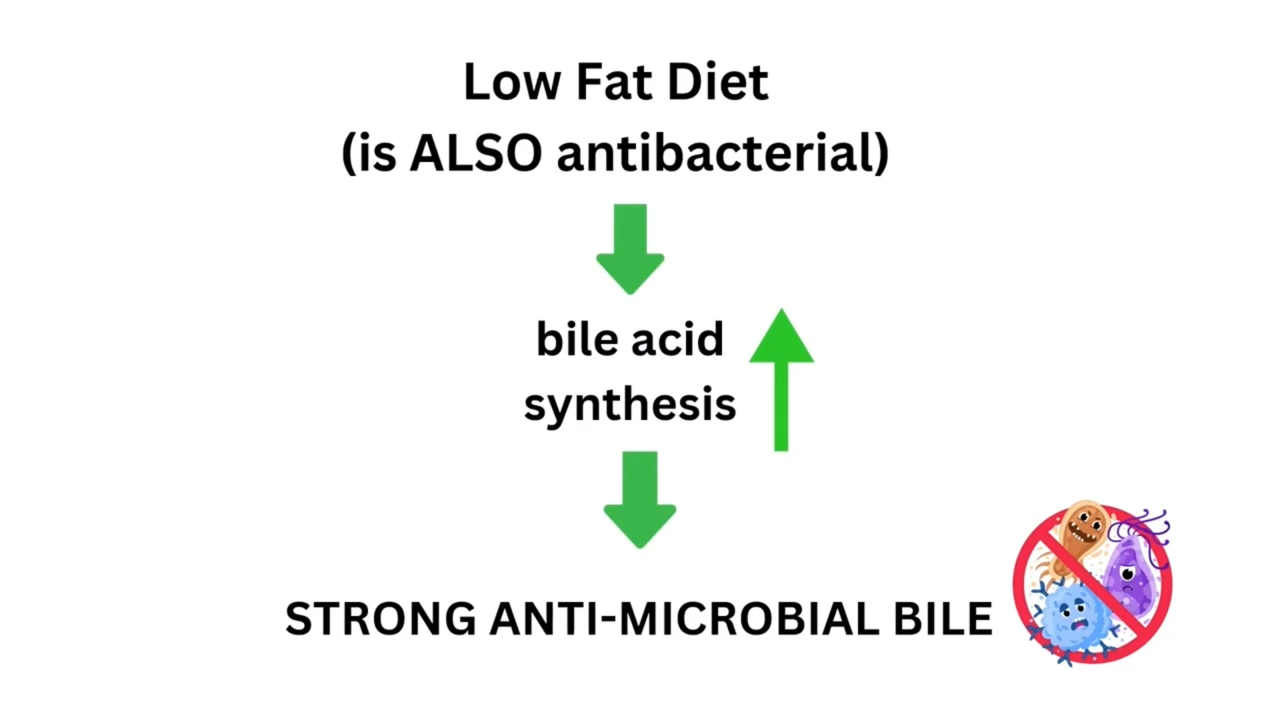 Low Fat Diet
(is ALSO antibacterial)
bile acid
synthesis
STRONG ANTI-MICROBIAL BILE